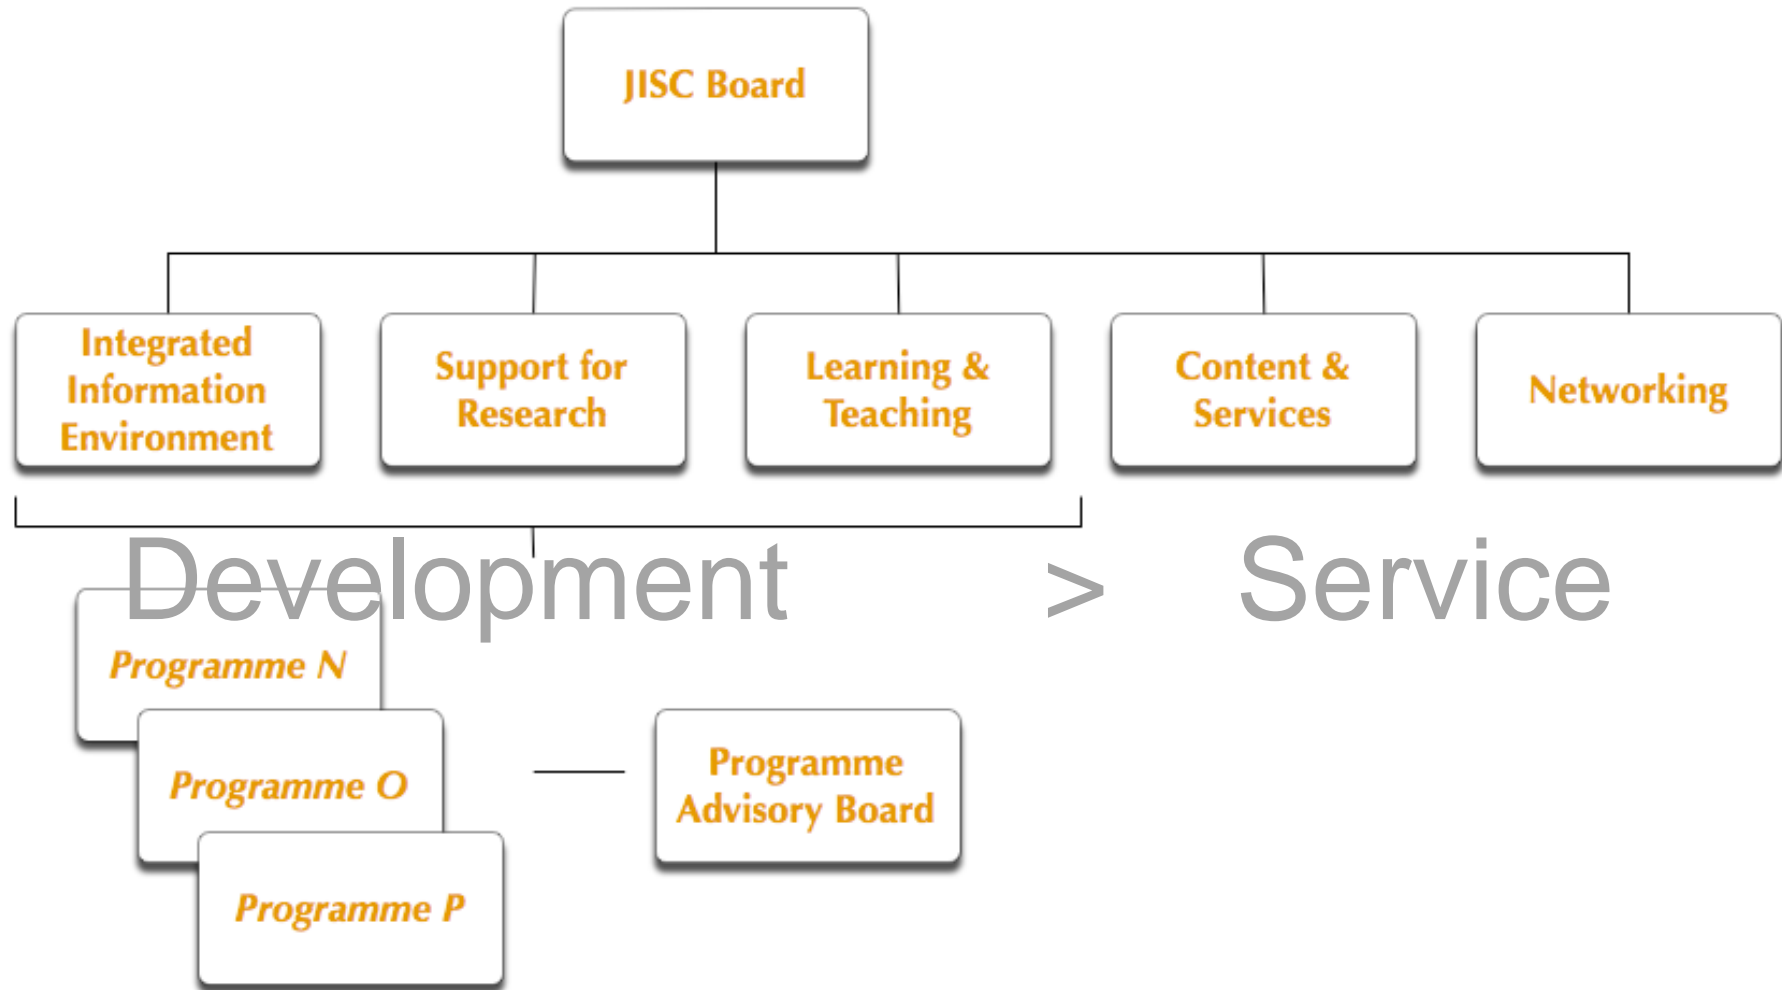 JISC Board
Integrated
Information
Environment
Support for
Research
Learning &
Teaching
Content &
Services
Networking
Development > Service
Programme N
Programme O
Programme P
Programme
Advisory Board